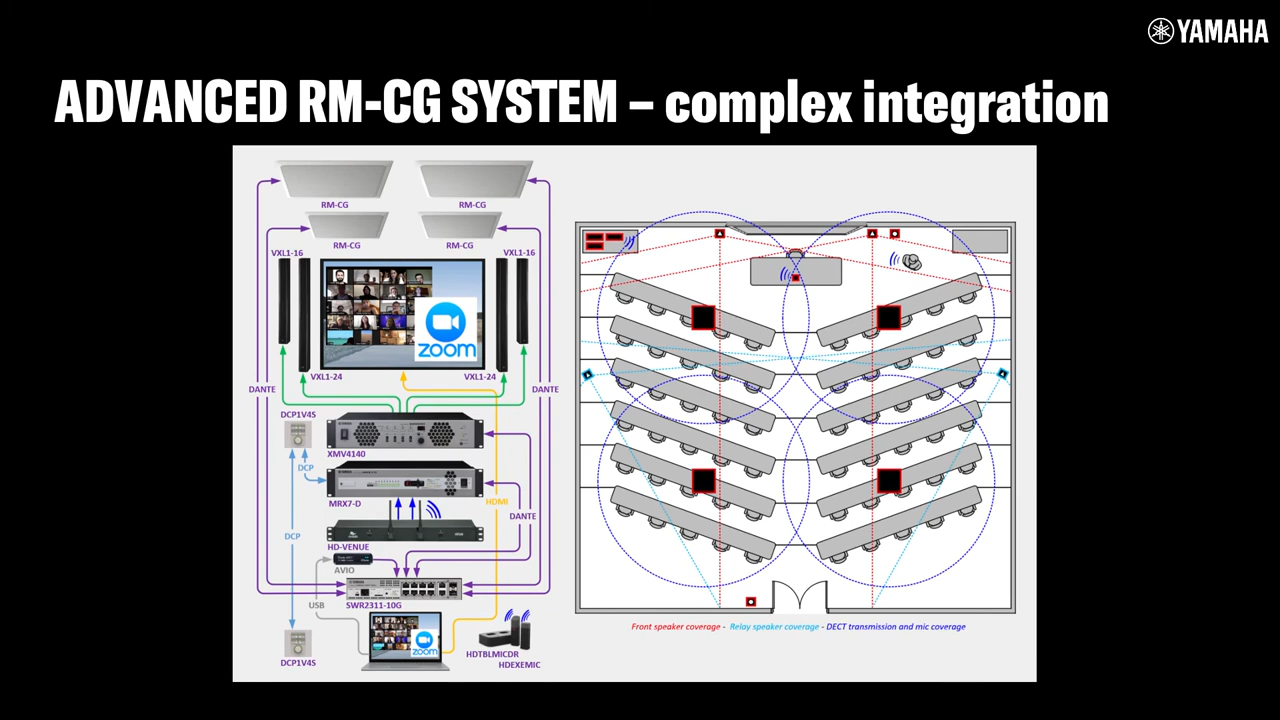 YAMAHA
ADVANCED RM-CG SYSTEM – complex integration
RM-CG
RM-CG
RM-CG
RM-CG
VXL1-16
VXL1-16
zoom
VXL1-24
VXL1-24
DANTE
DANTE
DCP1V4S
XMV4140
DCP
MRX7-D
HDMI
DANTE
DCP
HD-VENUE
AVIO
USB
SWR2311-10G
zoom
DCP1V4S
HDTBLMICDR
HDEXEMIC
Front speaker coverage - Relay speaker coverage - DECT transmission and mic coverage